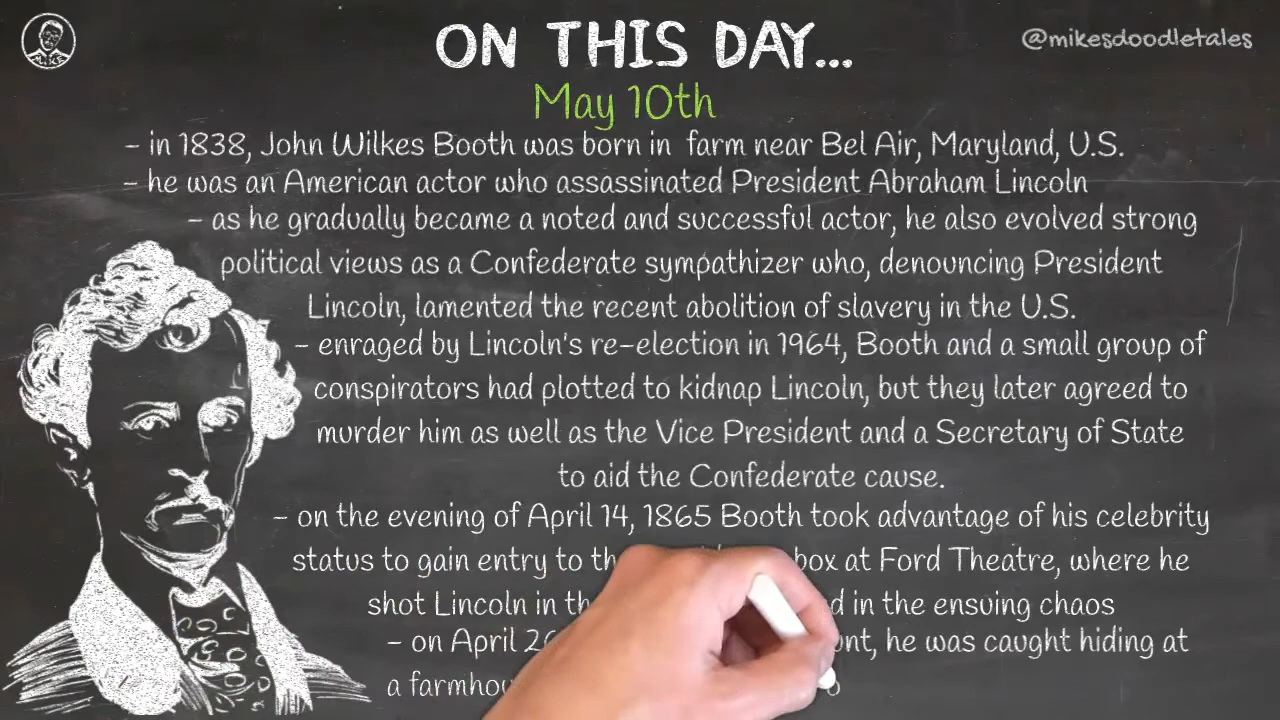 MIKE
ON THIS DAY...
@mikesdoodletales
May 10th
- in 1838, John Wilkes Booth was born in farm near Bel Air, Maryland, U.S.
- he was an American actor who assassinated President Abraham Lincoln
- as he gradually became a noted and successful actor, he also evolved strong
political views as a Confederate sympathizer who, denouncing President
Lincoln, lamented the recent abolition of slavery in the U.S.
- enraged by Lincoln's re-election in 1964, Booth and a small group of
conspirators had plotted to kidnap Lincoln, but they later agreed to
murder him as well as the Vice President and a Secretary of State
to aid the Confederate cause.
- on the evening of April 14, 1865 Booth took advantage of his celebrity
status to gain entry to box at Ford Theatre, where he
shot Lincoln in in the ensuing chaos
- on April he was caught hiding at
a